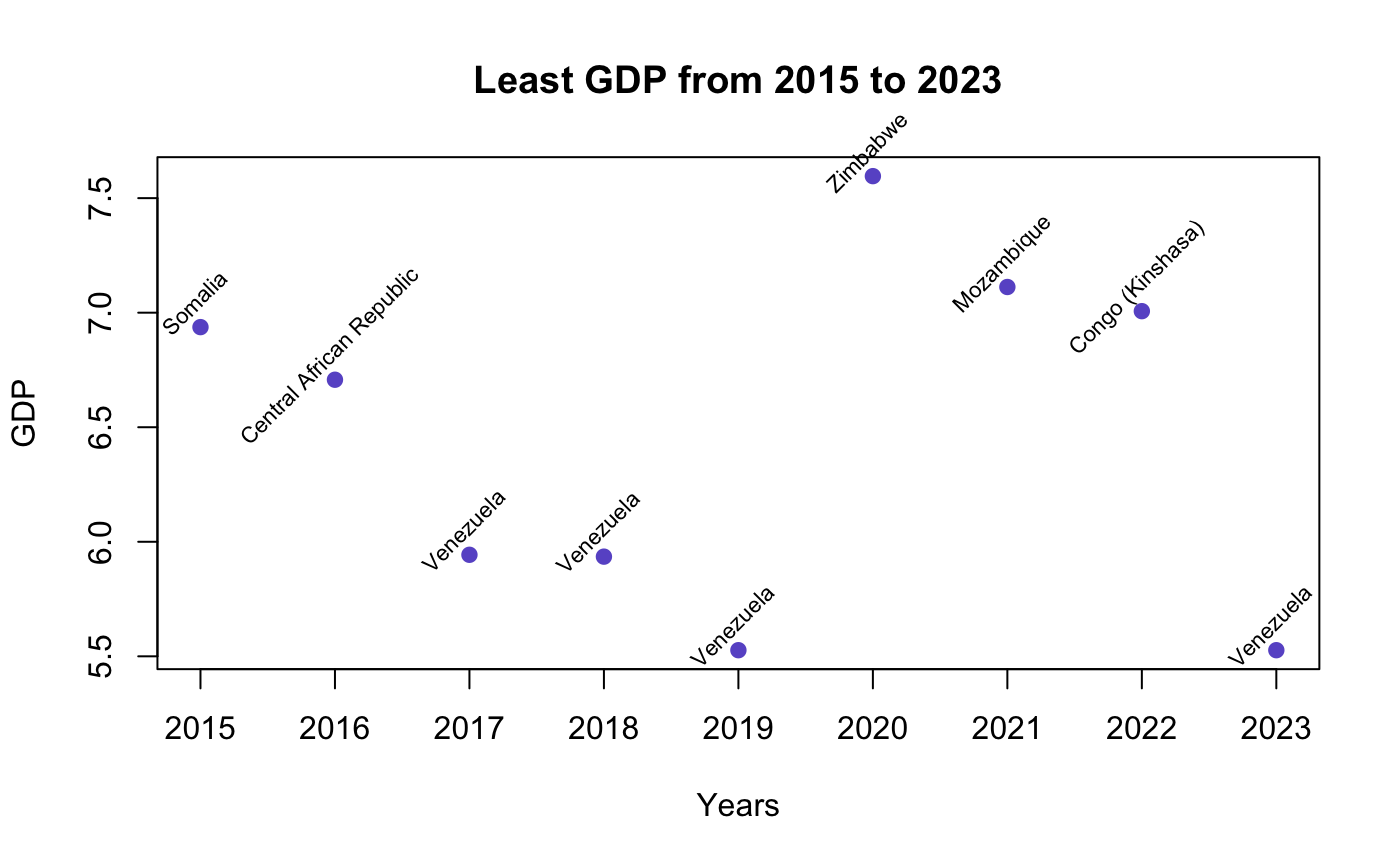 Least GDP from 2015 to 2023
GDP
7.5
7.0
6.5
6.0
5.5
Somalia
Central African Republic
Venezuela
Venezuela
Venezuela
Zimbabwe
Mozambique
Congo (Kinshasa)
Venezuela
2015 2016 2017 2018 2019 2020 2021 2022 2023
Years